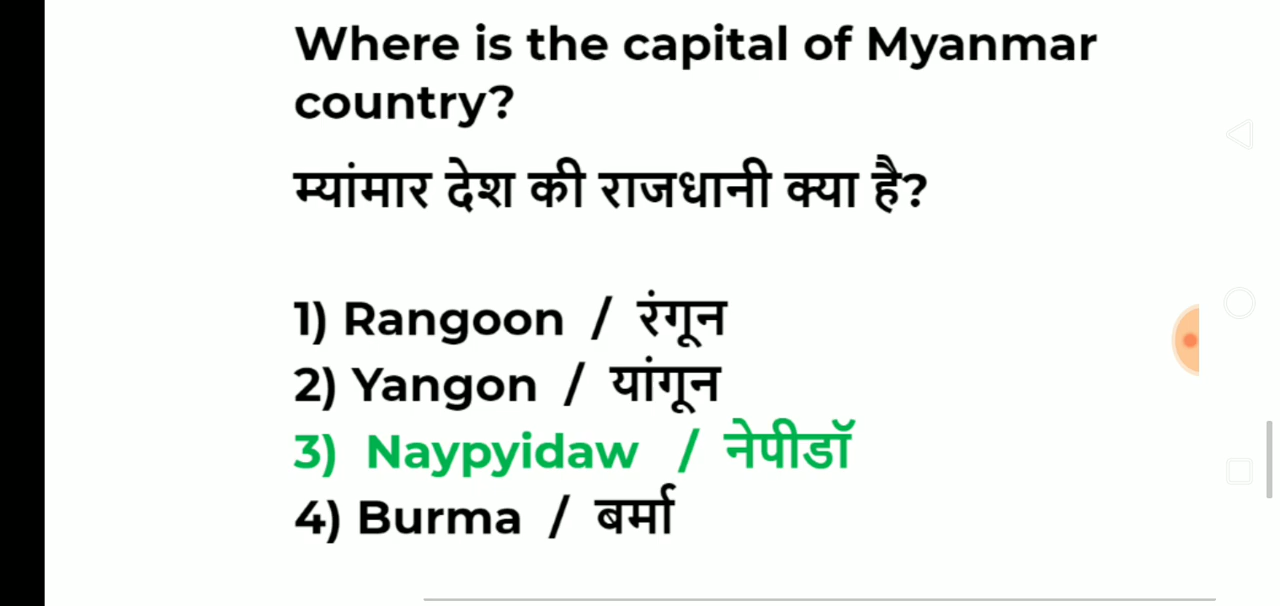 Where is the capital of Myanmar
country?
म्यांमार देश की राजधानी क्या है?
1) Rangoon / रंगून
2) Yangon / यांगून
3) Naypyidaw / नेपीडॉ
4) Burma / बर्मा